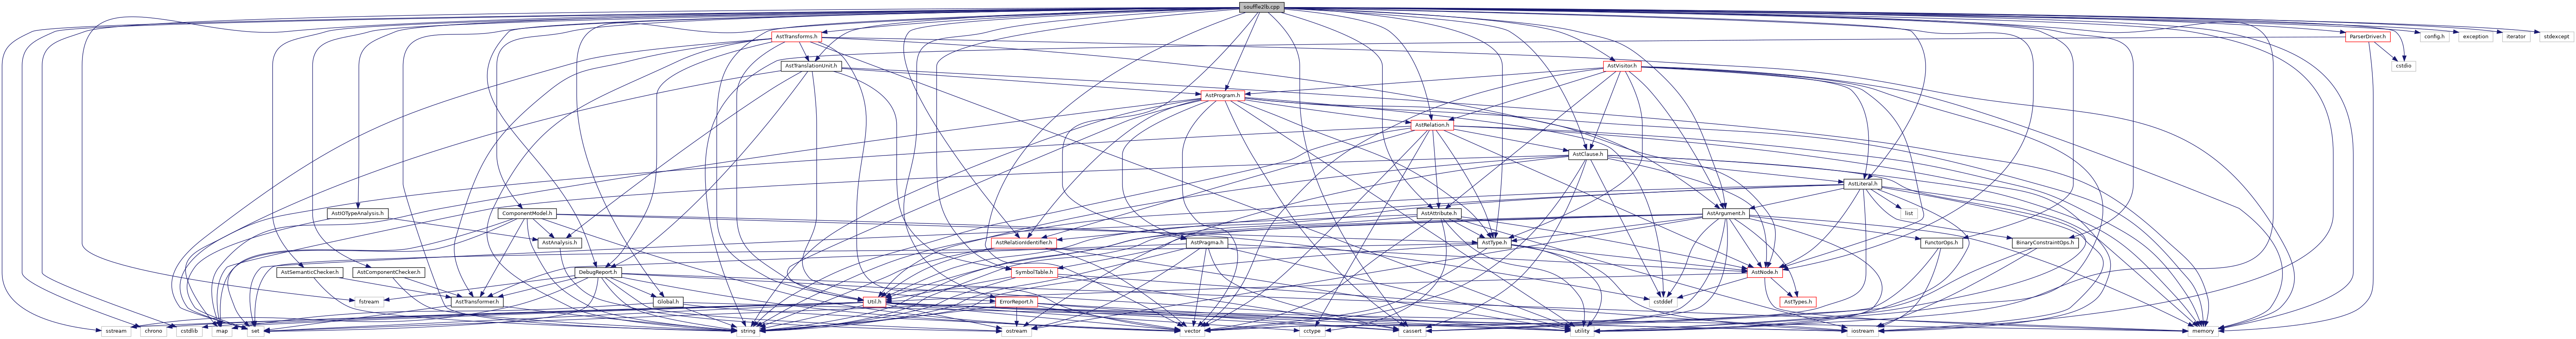 souffle2lb.cpp
AstTransforms.h
ParserDriver.h
config.h
exception
iterator
stdexcept
AstTranslationUnit.h
AstVisitor.h
cstdio
AstProgram.h
AstRelation.h
AstClause.h
AstLiteral.h
AstIOTypeAnalysis.h
ComponentModel.h
AstAttribute.h
AstArgument.h
list
AstAnalysis.h
AstRelationIdentifier.h
AstPragma.h
AstType.h
FunctorOps.h
BinaryConstraintOps.h
AstSemanticChecker.h
AstComponentChecker.h
DebugReport.h
SymbolTable.h
AstNode.h
fstream
AstTransformer.h
Global.h
Util.h
ErrorReport.h
cstddef
AstTypes.h
sstream
chrono
cstdlib
map
set
string
ostream
vector
cctype
cassert
utility
iostream
memory